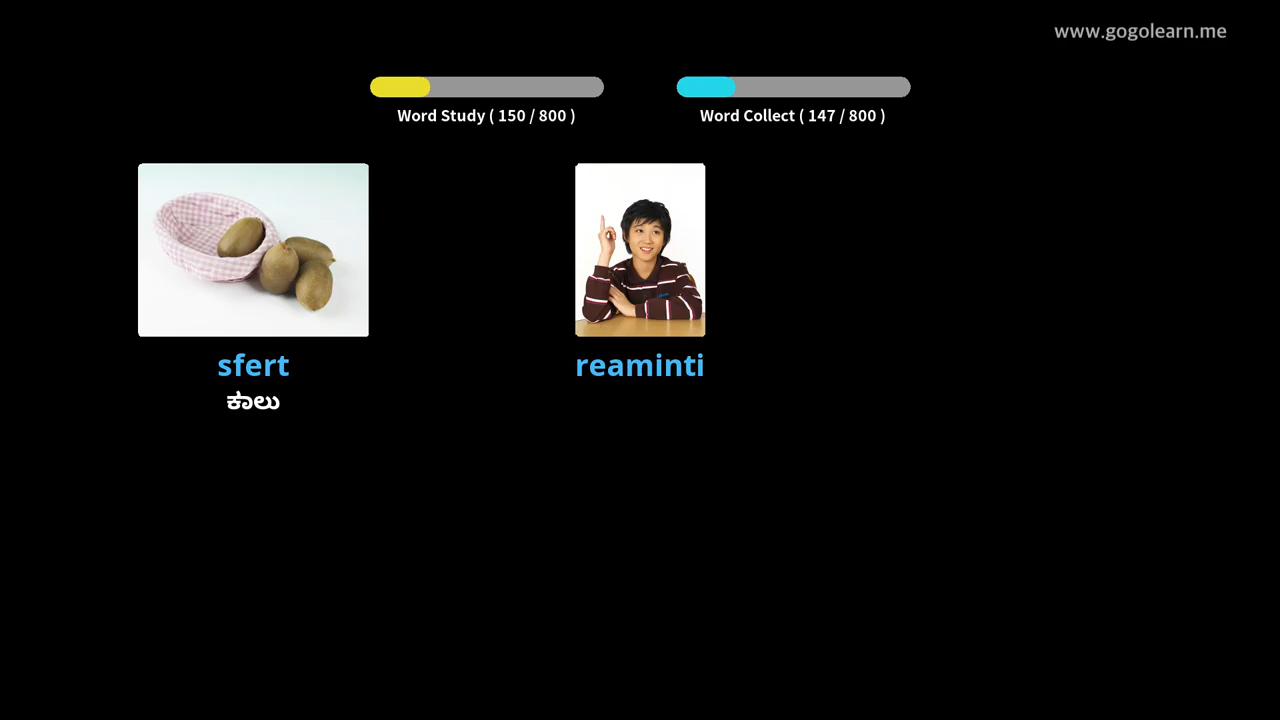 www.gogolearn.me
Word Study ( 150 / 800 )
Word Collect ( 147 / 800 )
sfert
ಕಾಲು
reaminti